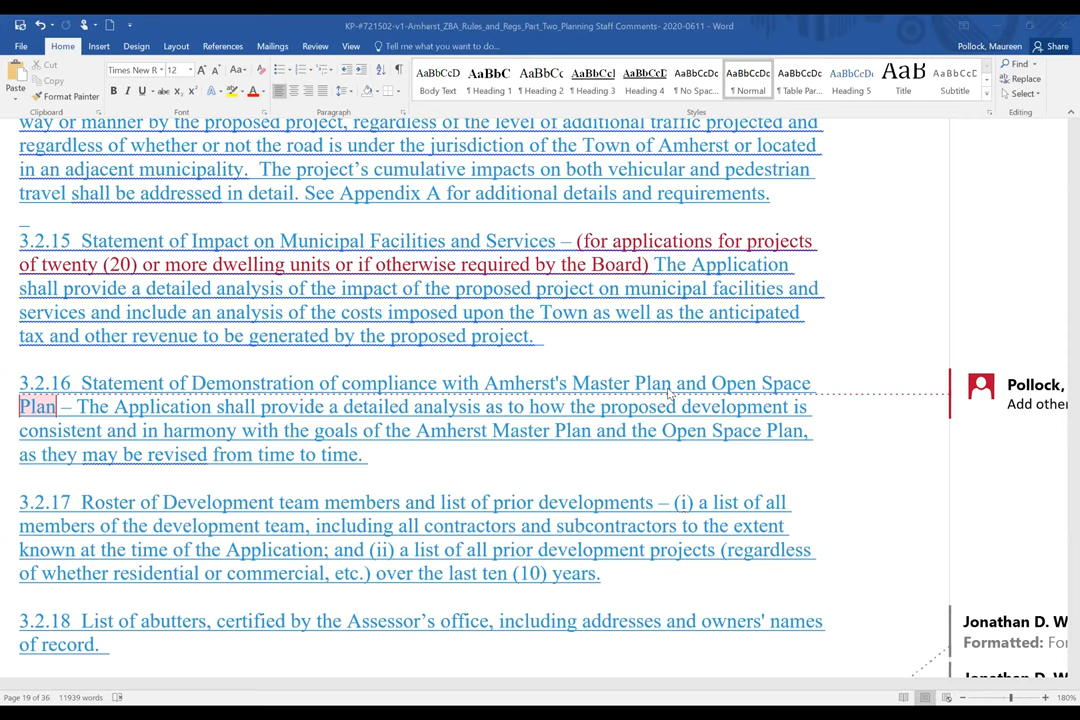 KP-#721502-v1-Amherst_ZBA_Rules_and_Regs_Part_Two_Planning Staff Comments- 2020-0611 - Word
File Home Insert Design Layout References Mailings Review View Tell me what you want to do... Pollock, Maureen Share
Cut
Copy
Format Painter
Paste
Times New R 12
AaBbCcD AaBbC AaBbCc AaBbCcI AaBbCcD AaBbCcDc AaBbCcDc AaBbCcDc AaBbCcDc AaB AaBbCcD
Body Text ¶ Heading 1 ¶ Heading 2 ¶ Heading 3 ¶ Heading 4 ¶ No Spac... ¶ Normal ¶ Table Par... Heading 5 Title Subtitle
Find
Replace
Select
Clipboard Font Paragraph Styles Editing
way or manner by the proposed project, regardless of the level of additional traffic projected and
regardless of whether or not the road is under the jurisdiction of the Town of Amherst or located
in an adjacent municipality. The project's cumulative impacts on both vehicular and pedestrian
travel shall be addressed in detail. See Appendix A for additional details and requirements.
3.2.15 Statement of Impact on Municipal Facilities and Services – (for applications for projects
of twenty (20) or more dwelling units or if otherwise required by the Board) The Application
shall provide a detailed analysis of the impact of the proposed project on municipal facilities and
services and include an analysis of the costs imposed upon the Town as well as the anticipated
tax and other revenue to be generated by the proposed project.
3.2.16 Statement of Demonstration of compliance with Amherst's Master Plan and Open Space
Plan – The Application shall provide a detailed analysis as to how the proposed development is
consistent and in harmony with the goals of the Amherst Master Plan and the Open Space Plan,
as they may be revised from time to time.
Pollock,
Add other
3.2.17 Roster of Development team members and list of prior developments – (i) a list of all
members of the development team, including all contractors and subcontractors to the extent
known at the time of the Application; and (ii) a list of all prior development projects (regardless
of whether residential or commercial, etc.) over the last ten (10) years.
3.2.18 List of abutters, certified by the Assessor's office, including addresses and owners' names
of record.
Jonathan D. W
Formatted: Fo
Page 19 of 36 11939 words 180%